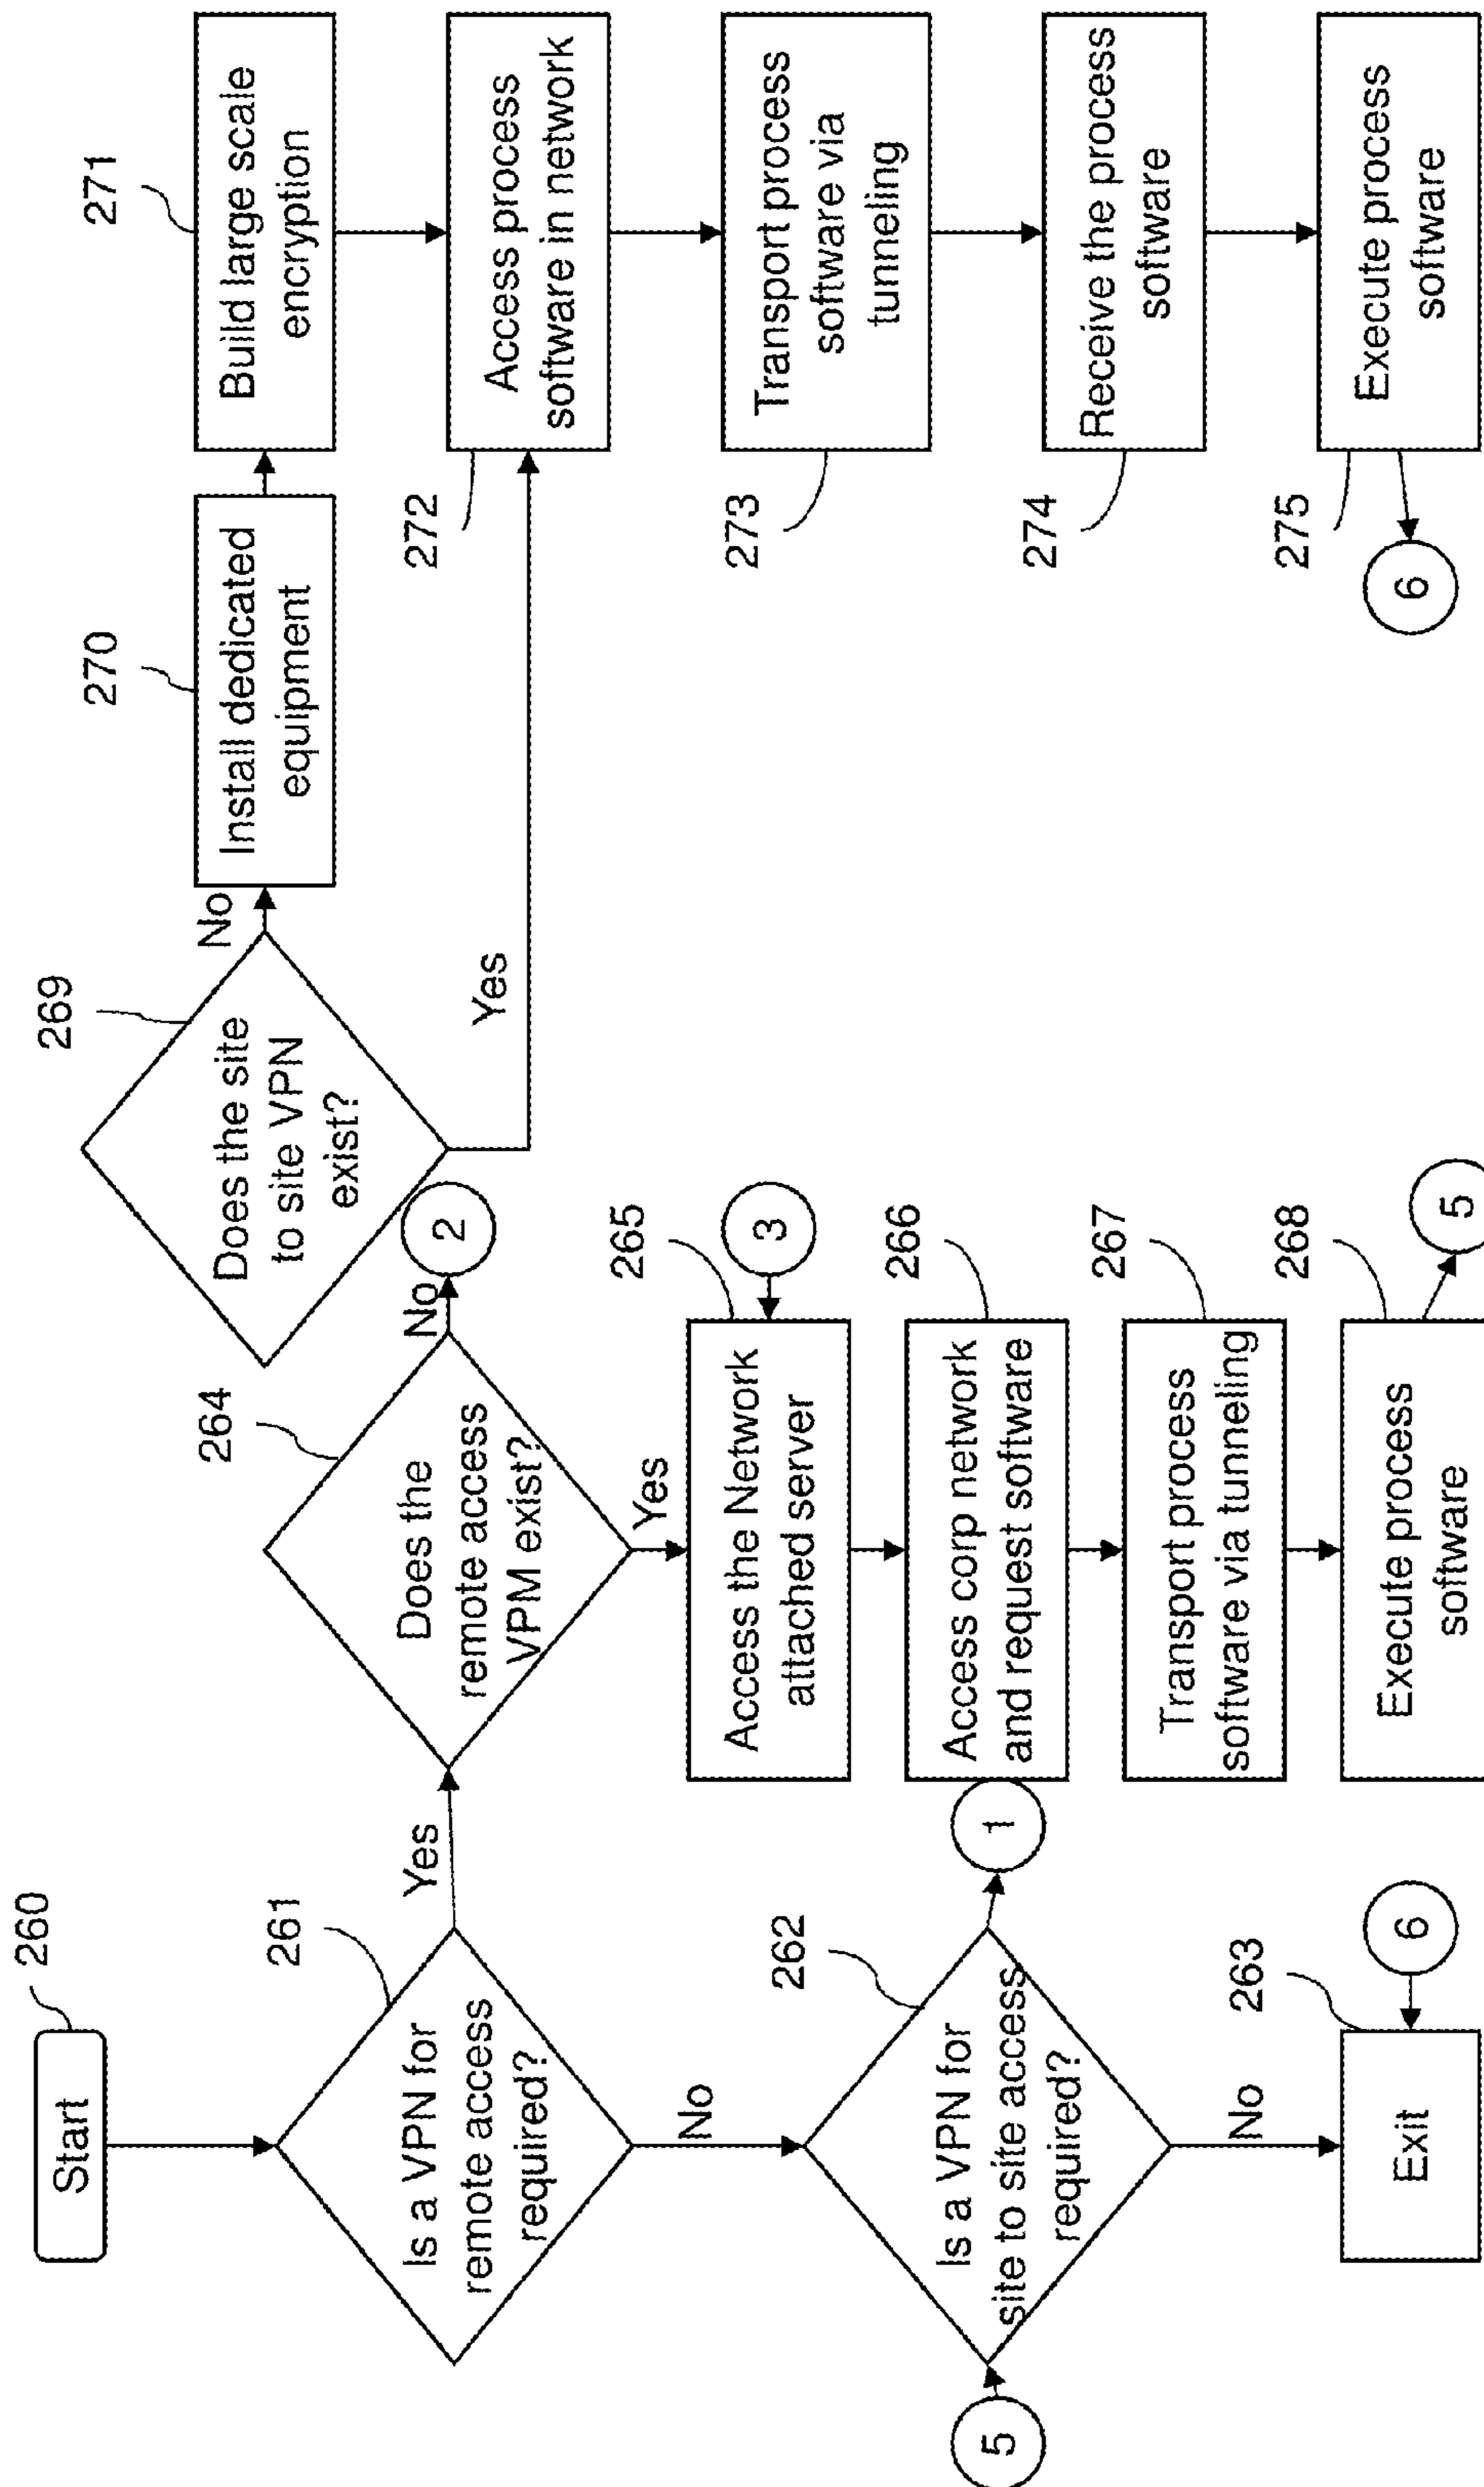 260
Start
261
Is a VPN for
remote access
required?
Yes
No
262
Is a VPN for
site to site access
required?
5
1
No
263
Exit
6
264
Does the
remote access
VPM exist?
No
2
Yes
265
Access the Network
attached server
3
266
Access corp network
and request software
267
Transport process
software via tunneling
268
Execute process
software
5
269
Does the site
to site VPN
exist?
No
Yes
270
Install dedicated
equipment
271
Build large scale
encryption
272
Access process
software in network
273
Transport process
software via
tunneling
274
Receive the process
software
275
Execute process
software
6